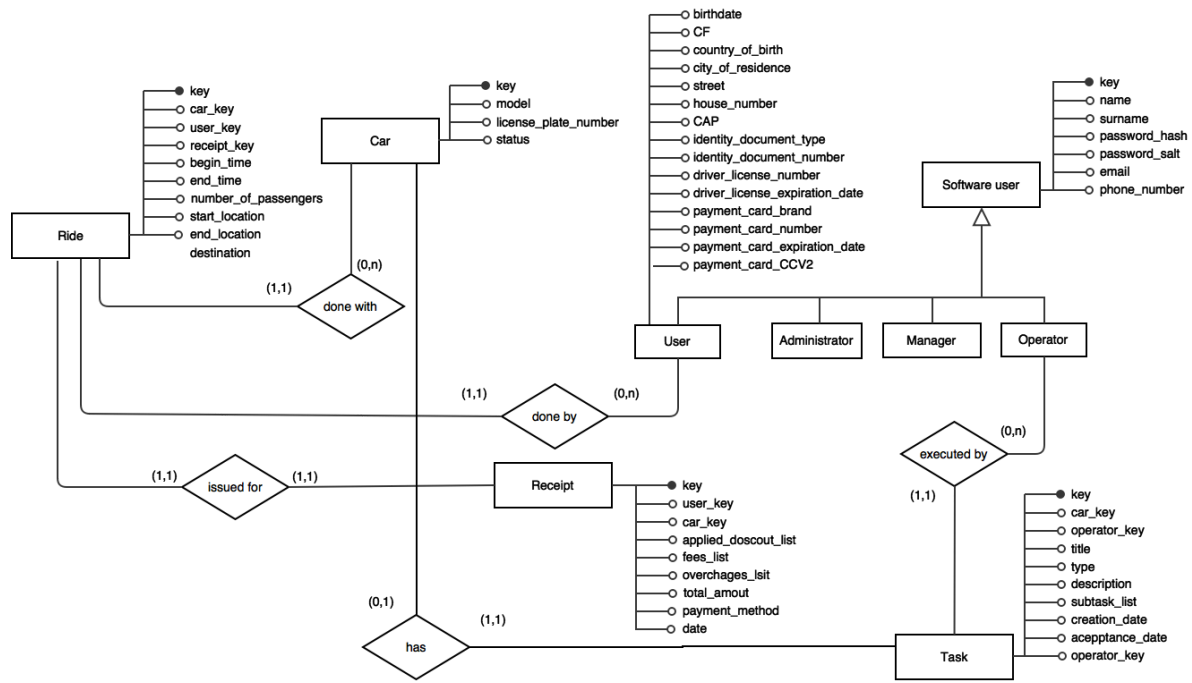 birthdate
CF
country_of_birth
city_of_residence
street
house_number
CAP
identity_document_type
identity_document_number
driver_license_number
driver_license_expiration_date
payment_card_brand
payment_card_number
payment_card_expiration_date
payment_card_CCV2
key
car_key
user_key
receipt_key
begin_time
end_time
number_of_passengers
start_location
end_location
destination
Ride
key
model
license_plate_number
status
Car
key
name
surname
password_hash
password_salt
email
phone_number
Software user
(0,n)
(1,1)
done with
User
Administrator
Manager
Operator
(1,1)
(0,n)
done by
(0,n)
executed by
(1,1)
(1,1)
issued for
(1,1)
Receipt
key
user_key
car_key
applied_doscout_list
fees_list
overchages_lsit
total_amout
payment_method
date
(0,1)
has
(1,1)
Task
key
car_key
operator_key
title
type
description
subtask_list
creation_date
acepptance_date
operator_key